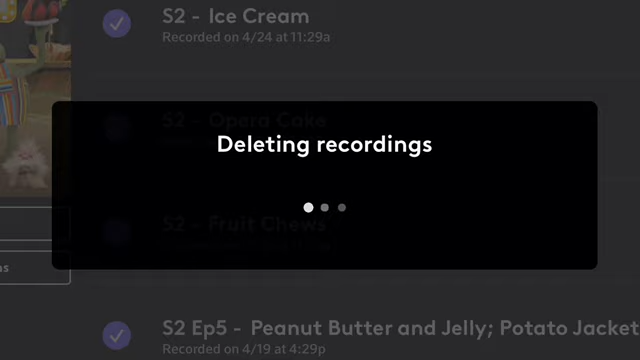 S2 - Ice Cream
Recorded on 4/24 at 11:29a
S2 - Opera Cake
Deleting recordings
S2 - Fruit Chews
S2 Ep5 - Peanut Butter and Jelly; Potato Jacket
Recorded on 4/19 at 4:29p